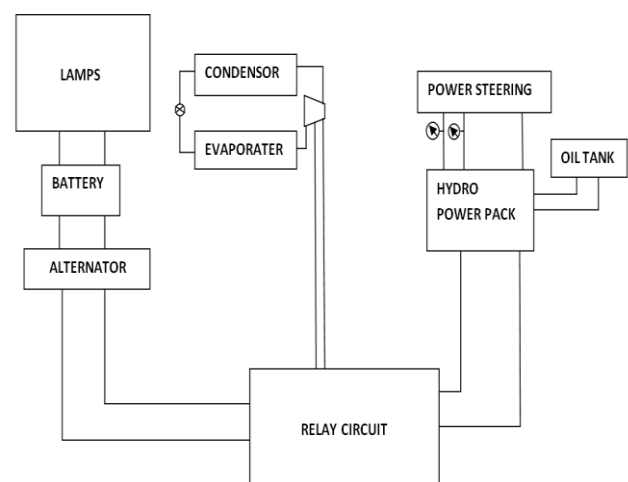 LAMPS
CONDENSOR
POWER STEERING
EVAPORATER
OIL TANK
BATTERY
HYDRO
POWER PACK
ALTERNATOR
RELAY CIRCUIT